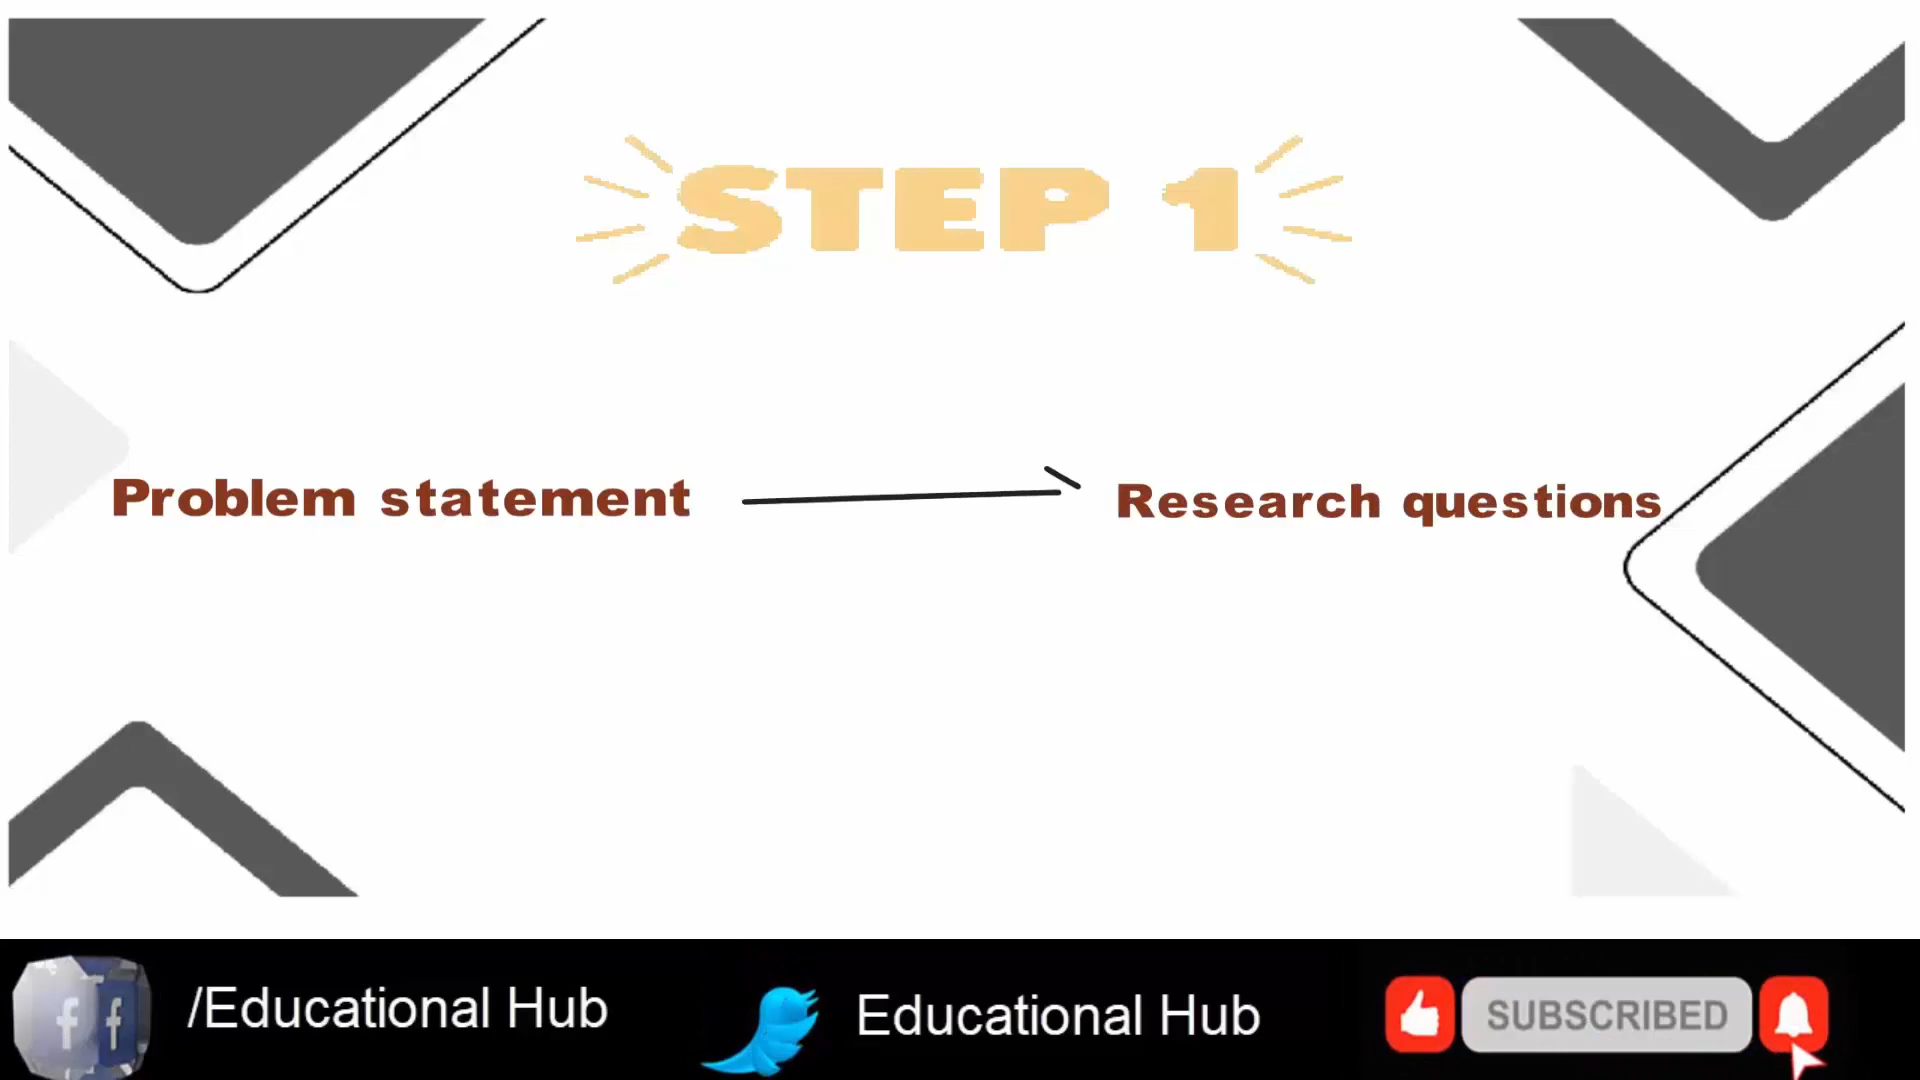 STEP 1
Problem statement
Research questions
/Educational Hub
Educational Hub
SUBSCRIBED